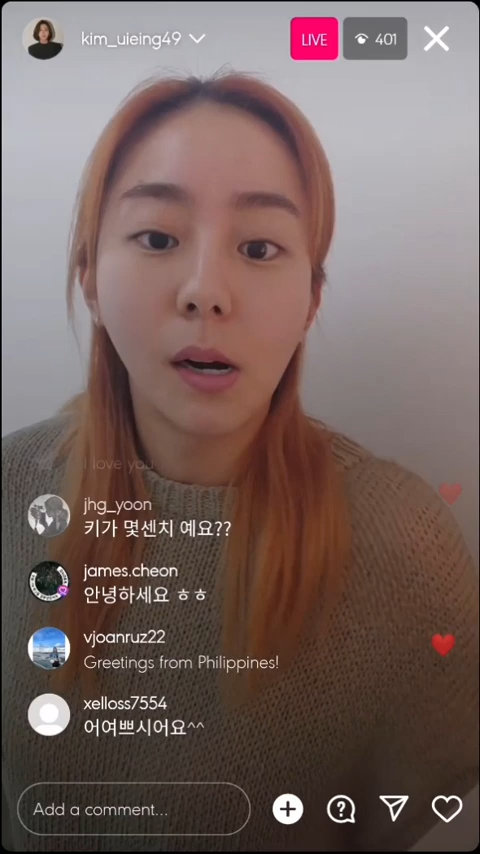 kim_uieing49
LIVE
401
I love you
jhg_yoon
키가 몇센치 예요??
james.cheon
안녕하세요 ㅎㅎ
vjoanruz22
Greetings from Philippines!
xelloss7554
어여쁘시어요^^
Add a comment...